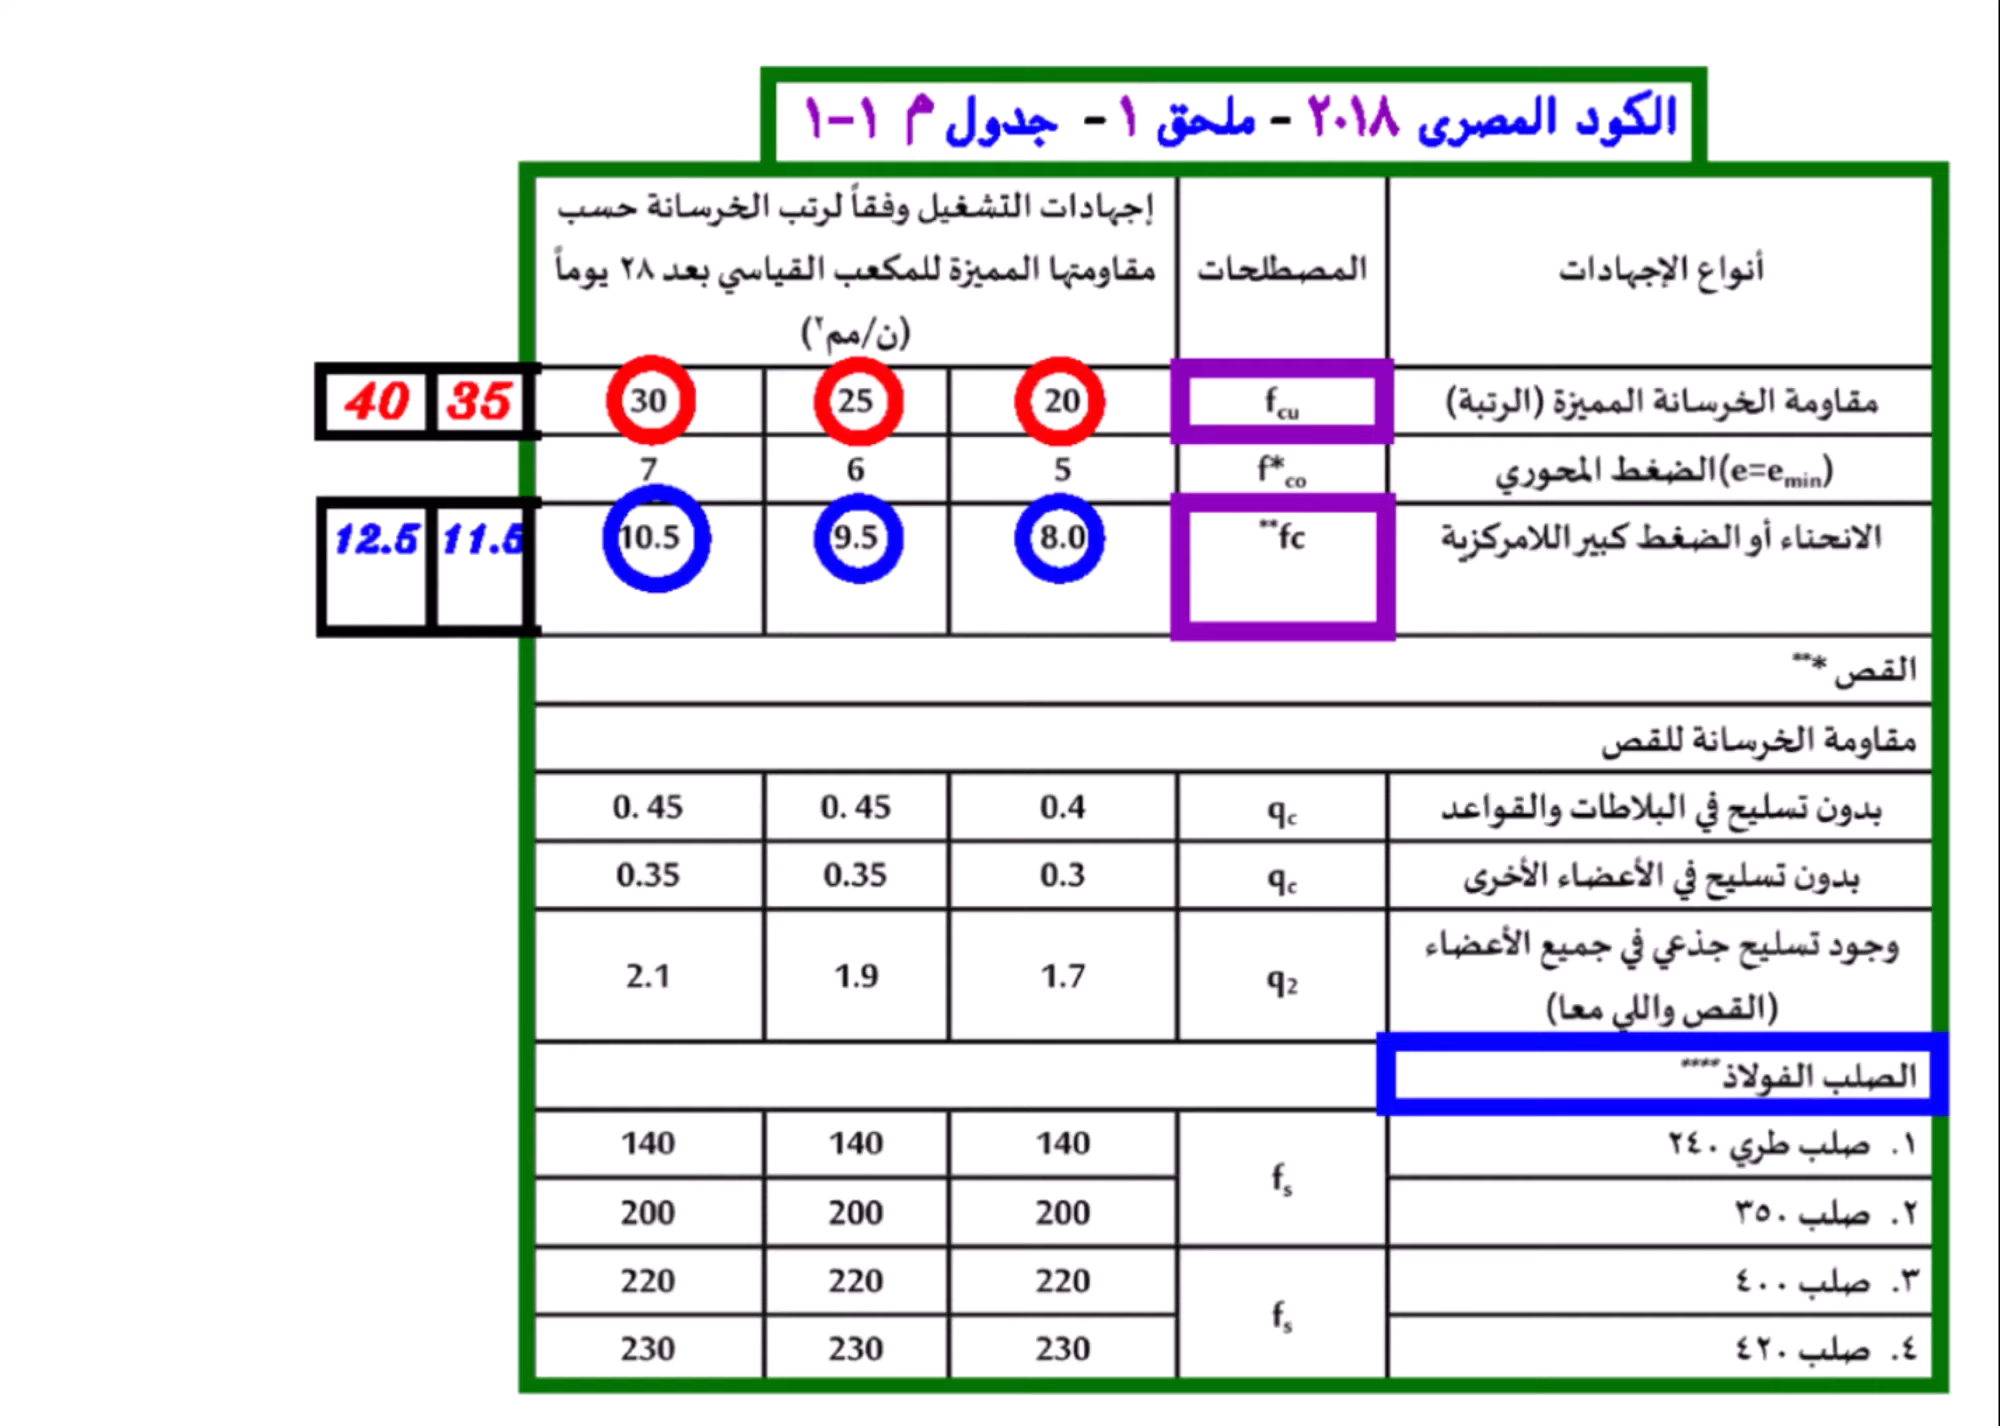 الكود المصرى ٢٠١٨ - ملحق ١ - جدول م ١-١
أنواع الإجهادات المصطلحات إجهادات التشغيل وفقاً لرتب الخرسانة حسب
مقاومتها المميزة للمكعب القياسي بعد ٢٨ يوماً
(ن/مم٢)
مقاومة الخرسانة المميزة (الرتبة) fcu 20 25 30 35 40
الضغط المحوري(e=emin) f*co 5 6 7
الانحناء أو الضغط كبير اللامركزية **fc 8.0 9.5 10.5 11.5 12.5
القص ***
مقاومة الخرسانة للقص
بدون تسليح في البلاطات والقواعد qc 0.4 0. 45 0. 45
بدون تسليح في الأعضاء الأخرى qc 0.3 0.35 0.35
وجود تسليح جذعي في جميع الأعضاء
(القص واللي معا) q2 1.7 1.9 2.1
الصلب الفولاذ****
١. صلب طري ٢٤٠ fs 140 140 140
٢. صلب ٣٥٠ 200 200 200
٣. صلب ٤٠٠ fs 220 220 220
٤. صلب ٤٢٠ 230 230 230